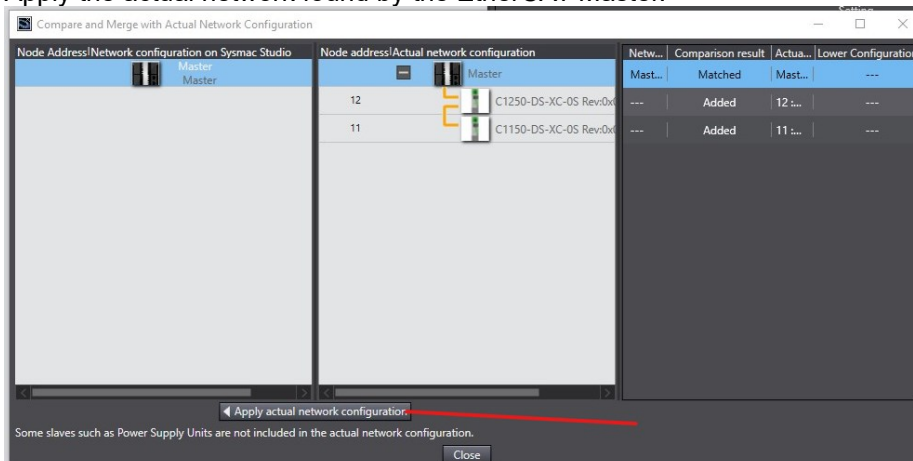 Apply the actual network found by the EtherCAT Master.
Setting
Compare and Merge with Actual Network Configuration
Node Address|Network configuration on Sysmac Studio
Master
Master
Node address|Actual network configuration
Master
12
C1250-DS-XC-0S Rev:0x0
11
C1150-DS-XC-0S Rev:0x0
Netw... Comparison result Actua... Lower Configuration
Mast... Matched Mast... ---
--- Added 12 :... ---
--- Added 11 :... ---
Apply actual network configuration.
Some slaves such as Power Supply Units are not included in the actual network configuration.
Close